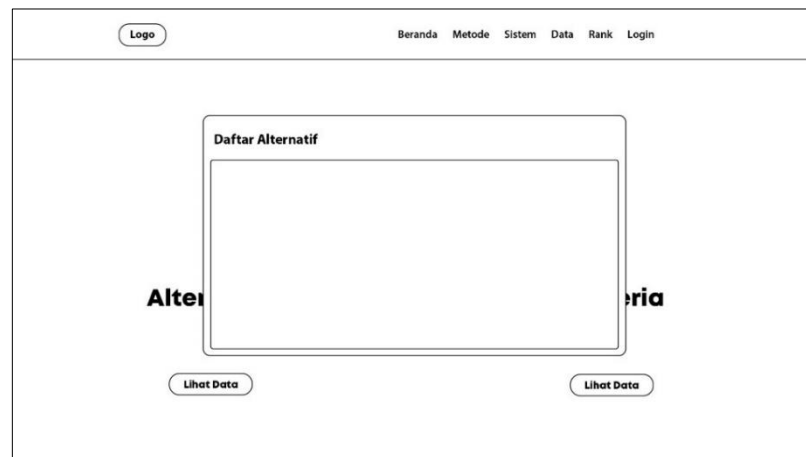 Logo
Beranda Metode Sistem Data Rank Login
Daftar Alternatif
Lihat Data Lihat Data